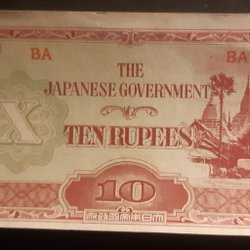 BA BA
THE
JAPANESE GOVERNMENT
X
TEN RUPEES
10